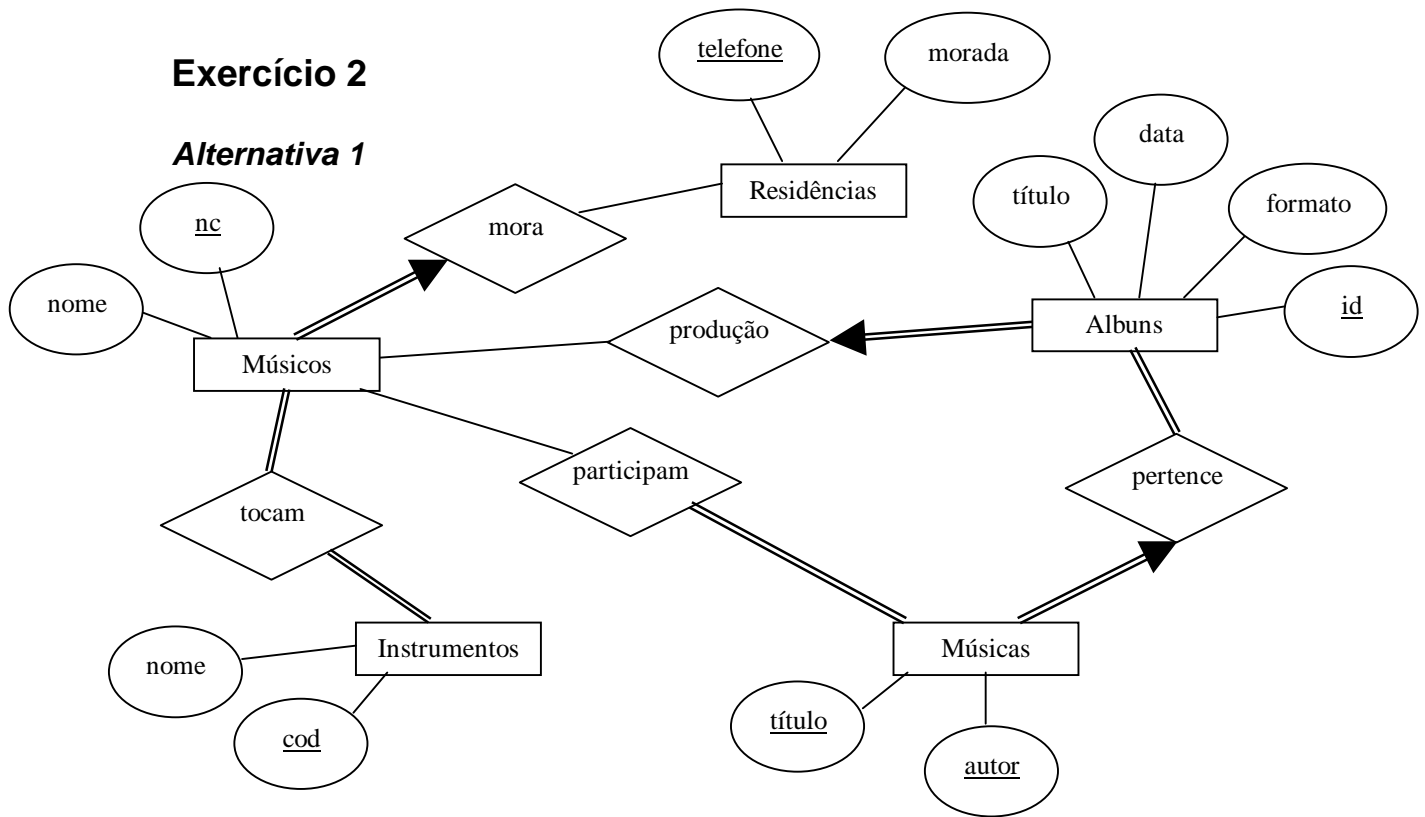 Exercício 2
Alternativa 1
telefone
morada
data
título
formato
id
Residências
nc
mora
nome
Músicos
produção
Albuns
participam
pertence
tocam
nome
Instrumentos
cod
Músicas
título
autor